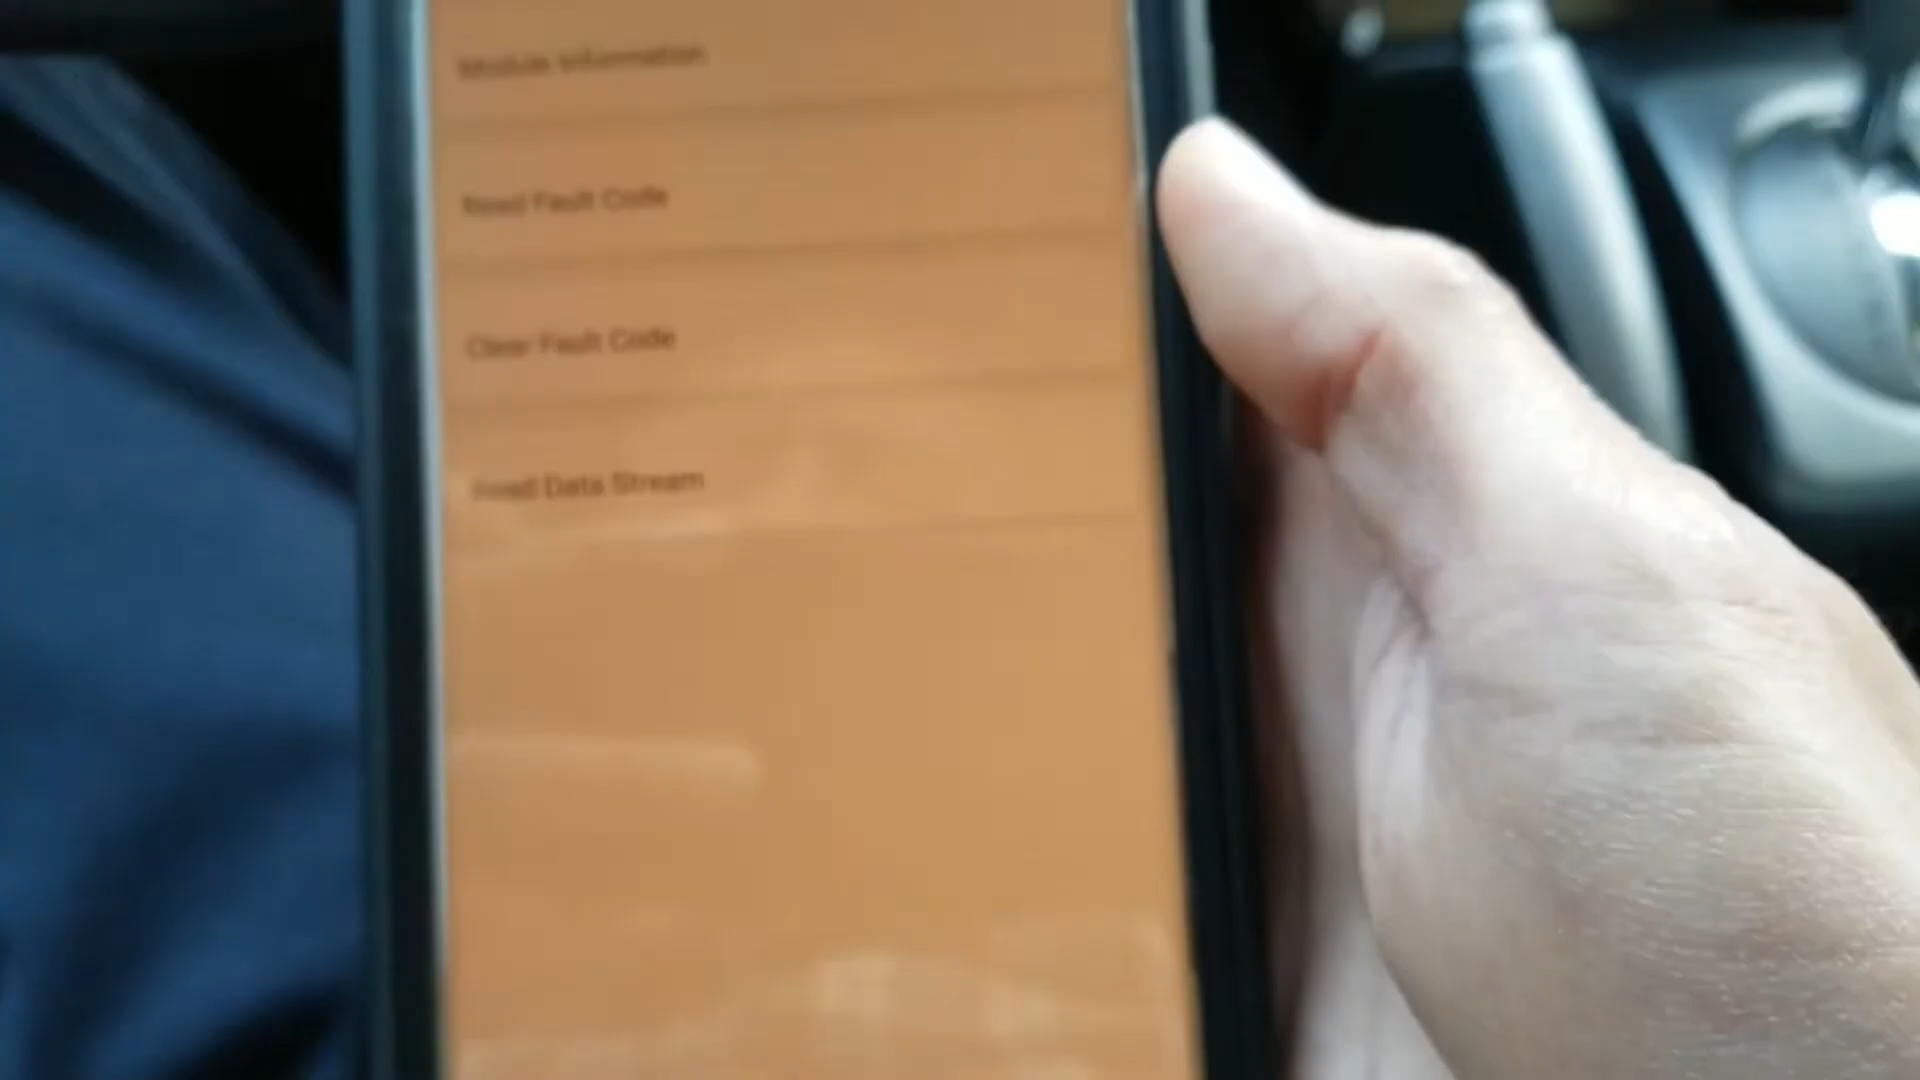 Module Information
Read Fault Code
Clear Fault Code
Read Data Stream